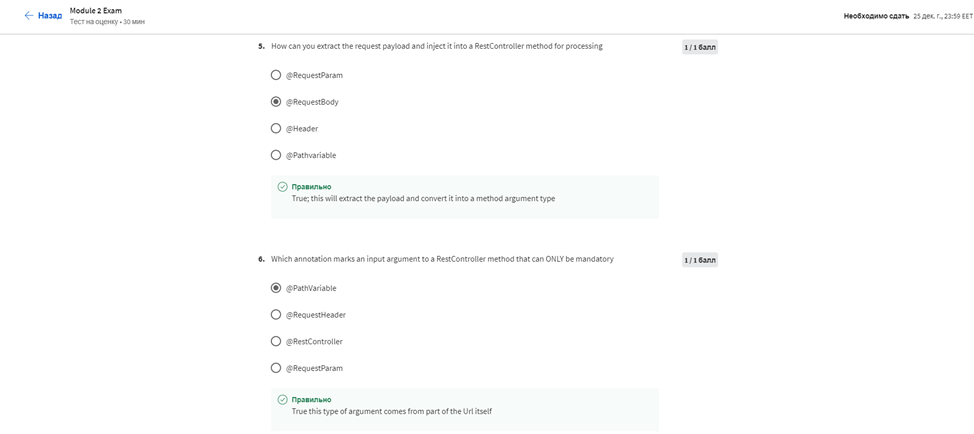 Назад
Module 2 Exam
Тест на оценку • 30 мин
Необходимо сдать 25 дек. г., 23:59 EET
5. How can you extract the request payload and inject it into a RestController method for processing
1 / 1 балл
@RequestParam
@RequestBody
@Header
@Pathvariable
Правильно
True; this will extract the payload and convert it into a method argument type
6. Which annotation marks an input argument to a RestController method that can ONLY be mandatory
1 / 1 балл
@PathVariable
@RequestHeader
@RestController
@RequestParam
Правильно
True this type of argument comes from part of the Url itself